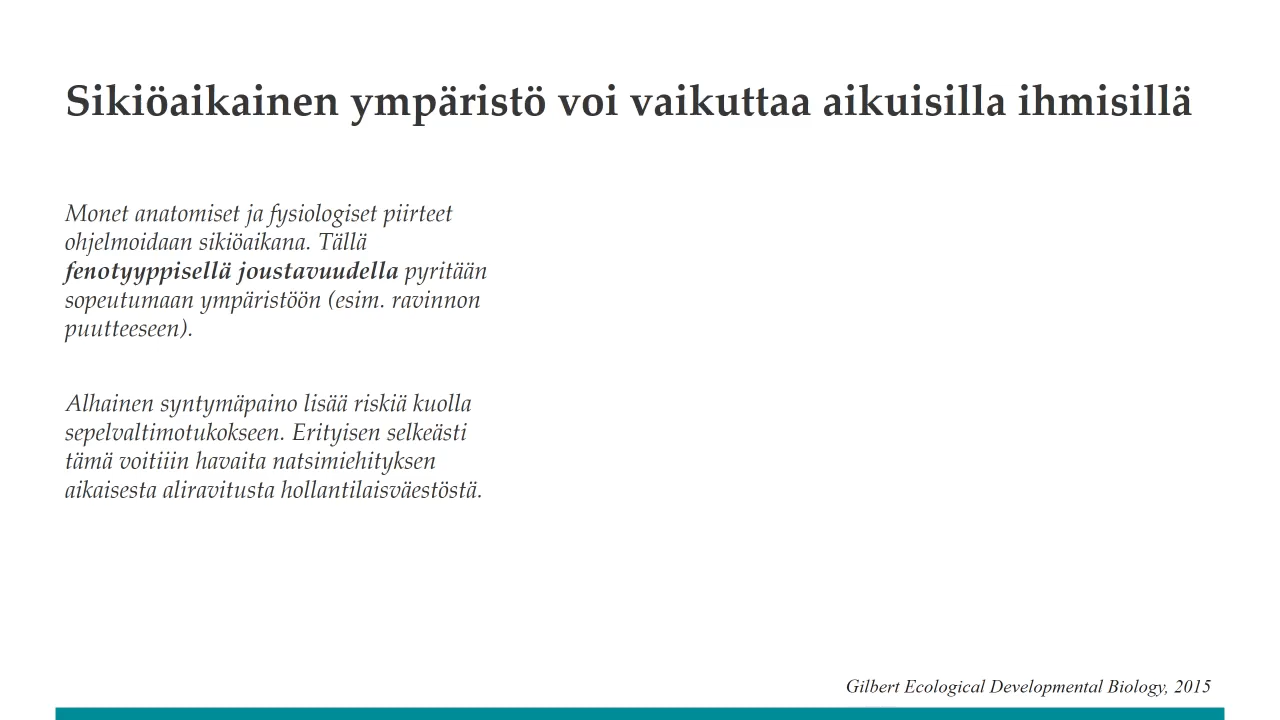 Sikiöaikainen ympäristö voi vaikuttaa aikuisilla ihmisillä
Monet anatomiset ja fysiologiset piirteet
ohjelmoidaan sikiöaikana. Tällä
fenotyyppisellä joustavuudella pyritään
sopeutumaan ympäristöön (esim. ravinnon
puutteeseen).
Alhainen syntymäpaino lisää riskiä kuolla
sepelvaltimotukokseen. Erityisen selkeästi
tämä voitiiin havaita natsimiehityksen
aikaisesta aliravitusta hollantilaisväestöstä.
Gilbert Ecological Developmental Biology, 2015